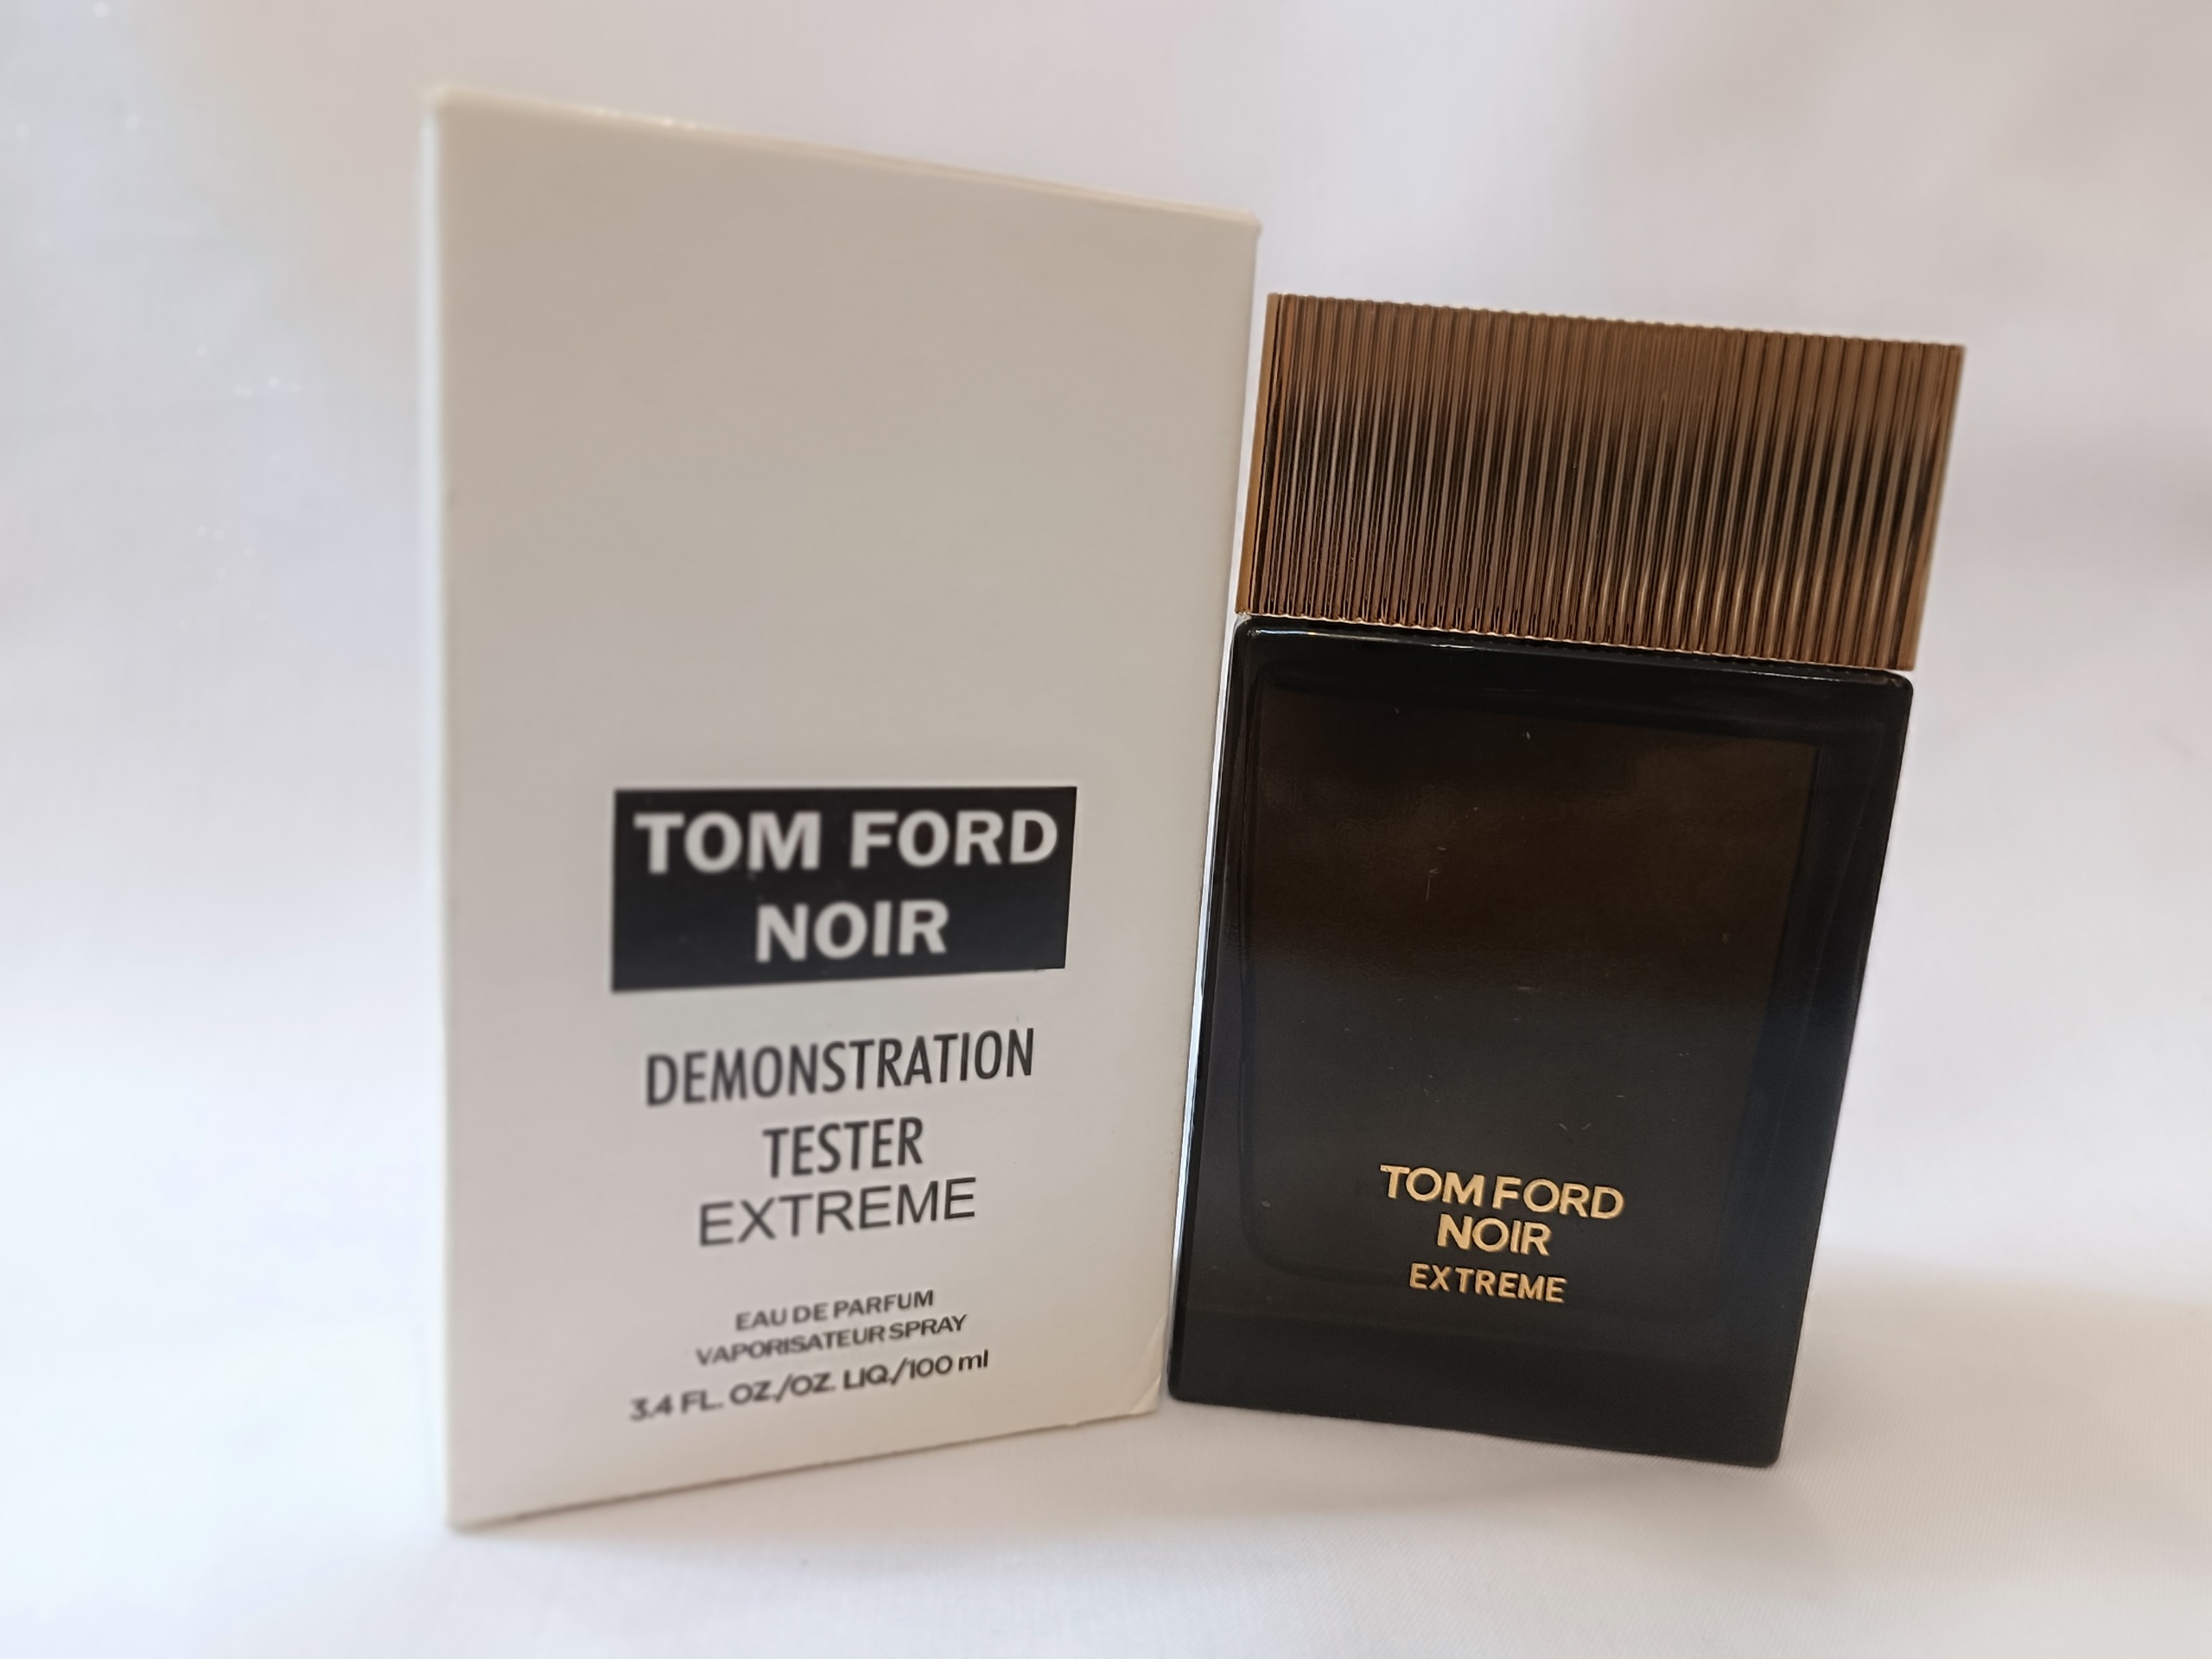 TOM FORD
NOIR
DEMONSTRATION
TESTER
EXTREME
EAU DE PARFUM
VAPORISATEUR SPRAY
3.4 FL. OZ./OZ. LIQ./100 ml
TOM FORD
NOIR
EXTREME